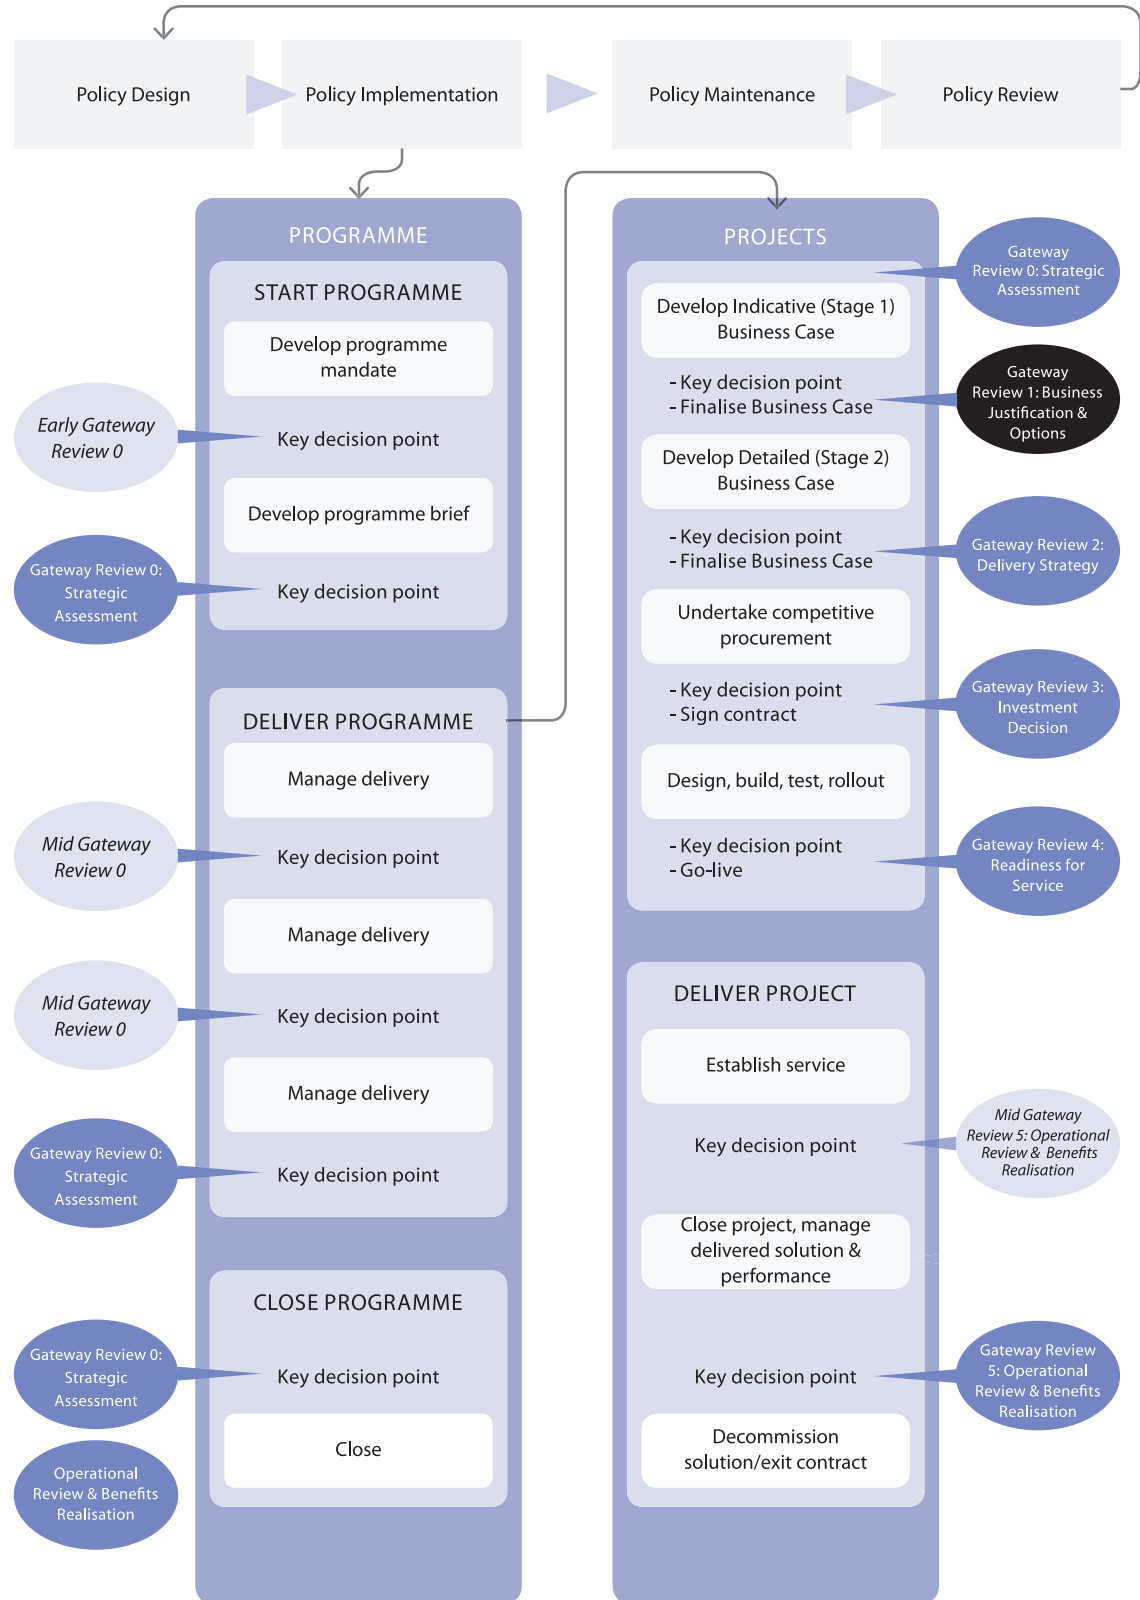 Policy Design
Policy Implementation
Policy Maintenance
Policy Review
PROGRAMME
START PROGRAMME
Develop programme
mandate
Early Gateway
Review 0
Key decision point
Develop programme brief
Gateway Review 0:
Strategic
Assessment
Key decision point
DELIVER PROGRAMME
Manage delivery
Mid Gateway
Review 0
Key decision point
Manage delivery
Mid Gateway
Review 0
Key decision point
Manage delivery
Gateway Review 0:
Strategic
Assessment
Key decision point
CLOSE PROGRAMME
Gateway Review 0:
Strategic
Assessment
Key decision point
Close
Operational
Review & Benefits
Realisation
PROJECTS
Gateway
Review 0: Strategic
Assessment
Develop Indicative (Stage 1)
Business Case
- Key decision point
- Finalise Business Case
Gateway
Review 1: Business
Justification &
Options
Develop Detailed (Stage 2)
Business Case
- Key decision point
- Finalise Business Case
Gateway Review 2:
Delivery Strategy
Undertake competitive
procurement
- Key decision point
- Sign contract
Gateway Review 3:
Investment
Decision
Design, build, test, rollout
- Key decision point
- Go-live
Gateway Review 4:
Readiness for
Service
DELIVER PROJECT
Establish service
Key decision point
Mid Gateway
Review 5: Operational
Review & Benefits
Realisation
Close project, manage
delivered solution &
performance
Key decision point
Gateway Review
5: Operational
Review & Benefits
Realisation
Decommission
solution/exit contract